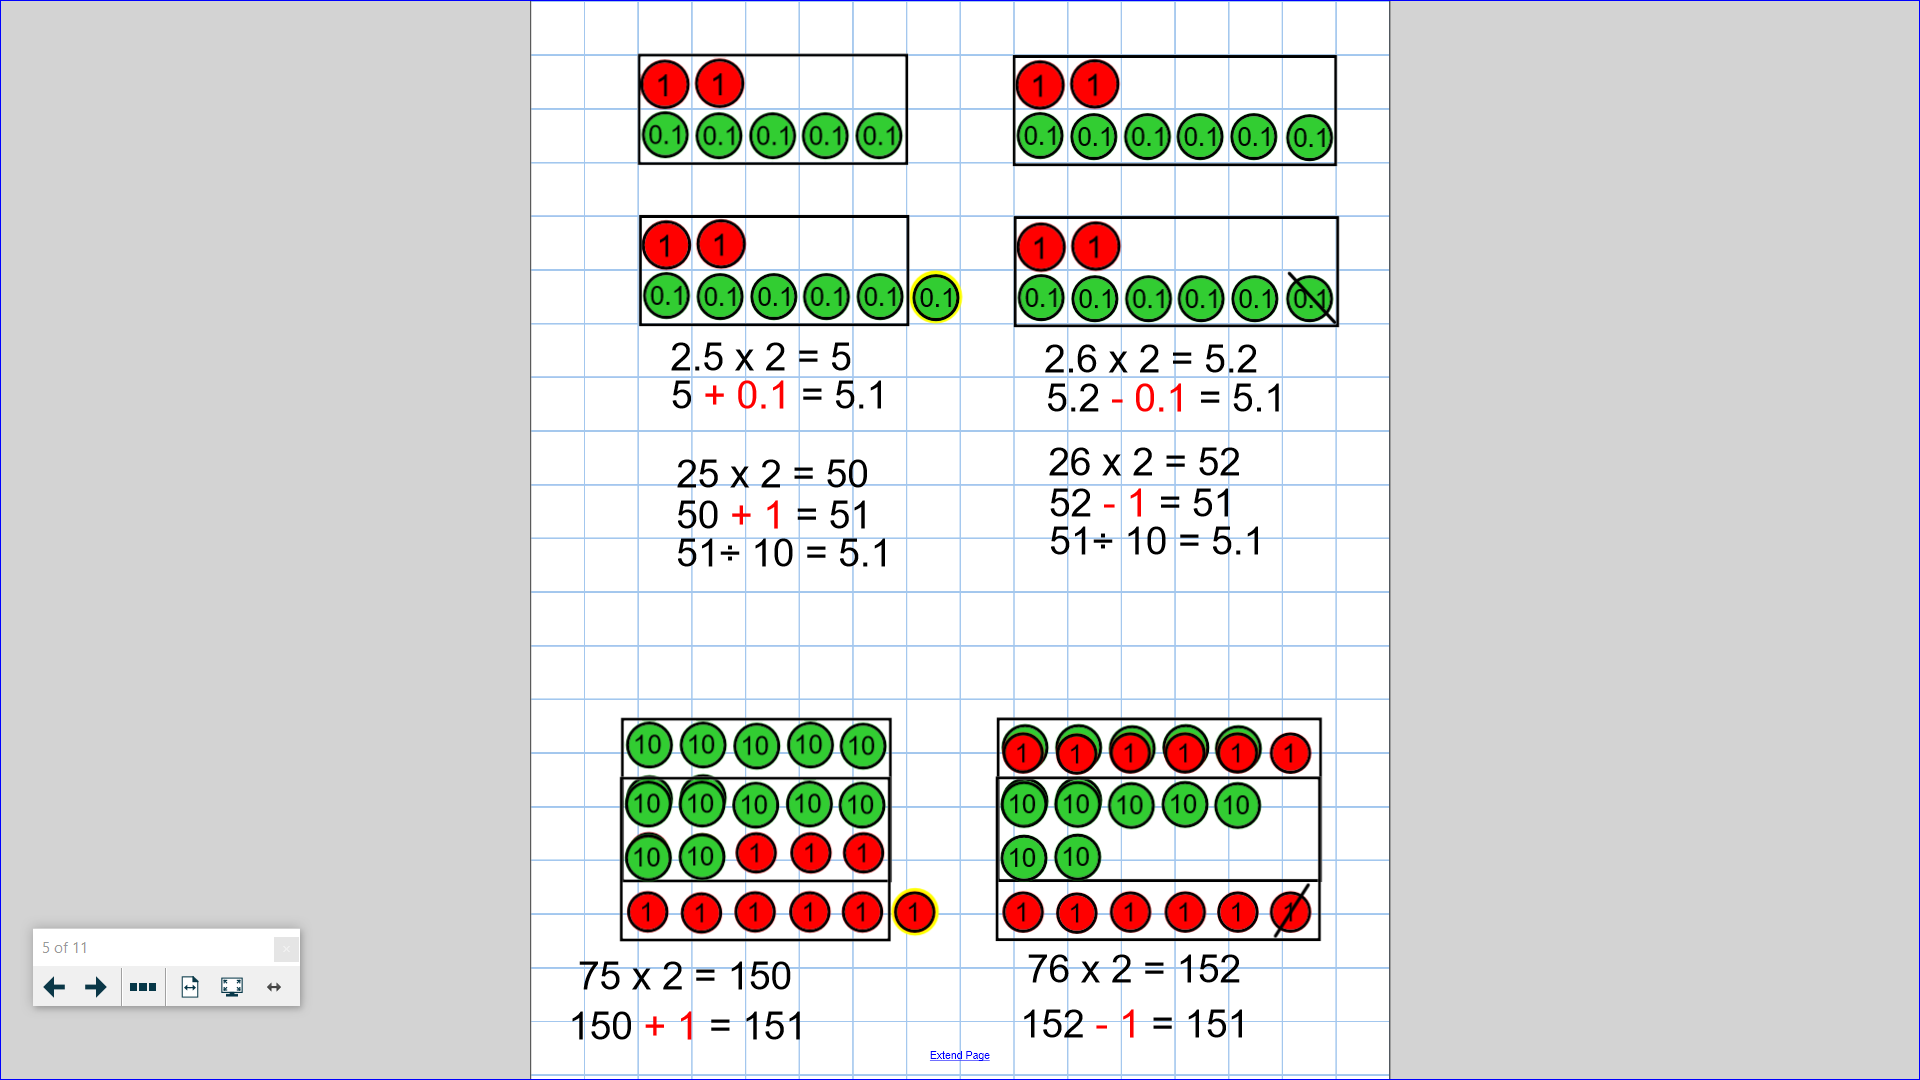 1 1
0.1 0.1 0.1 0.1 0.1
1 1
0.1 0.1 0.1 0.1 0.1 0.1
1 1
0.1 0.1 0.1 0.1 0.1 0.1
2.5 x 2 = 5
5 + 0.1 = 5.1
25 x 2 = 50
50 + 1 = 51
51÷ 10 = 5.1
1 1
0.1 0.1 0.1 0.1 0.1 0.1
2.6 x 2 = 5.2
5.2 - 0.1 = 5.1
26 x 2 = 52
52 - 1 = 51
51÷ 10 = 5.1
10 10 10 10 10
10 10 10 10 10
10 10 1 1 1
1 1 1 1 1 1
75 x 2 = 150
150 + 1 = 151
1 1 1 1 1 1
10 10 10 10 10
10 10
1 1 1 1 1 1
76 x 2 = 152
152 - 1 = 151
Extend Page
5 of 11